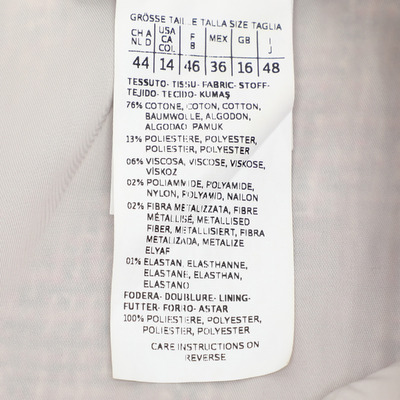 GRÖSSE TAILLE TALLA SIZE TAGLIA
CH A NL D USA CA COL F B MEX GB I J
44 14 46 36 16 48
TESSUTO- TISSU- FABRIC- STOFF-
TEJIDO- TECIDO- KUMAŞ
76% COTONE, COTON, COTTON,
BAUMWOLLE, ALGODON,
ALGODAO PAMUK
13% POLIESTERE, POLYESTER,
POLIESTER, POLYESTER
06% VISCOSA, VISCOSE, VISKOSE,
VİSKOZ
02% POLIAMMIDE, POLYAMIDE,
NYLON, POLYAMID, NAILON
02% FIBRA METALIZZATA, FIBRE
MÉTALLISÉ, METALLISED
FIBER, METALLISIERT, FIBRA
METALIZADA, METALIZE
ELYAF
01% ELASTAN, ELASTHANNE,
ELASTANE, ELASTHAN,
ELASTANO
FODERA- DOUBLURE- LINING-
FUTTER- FORRO- ASTAR
100% POLIESTERE, POLYESTER,
POLIESTER, POLYESTER
CARE INSTRUCTIONS ON
REVERSE